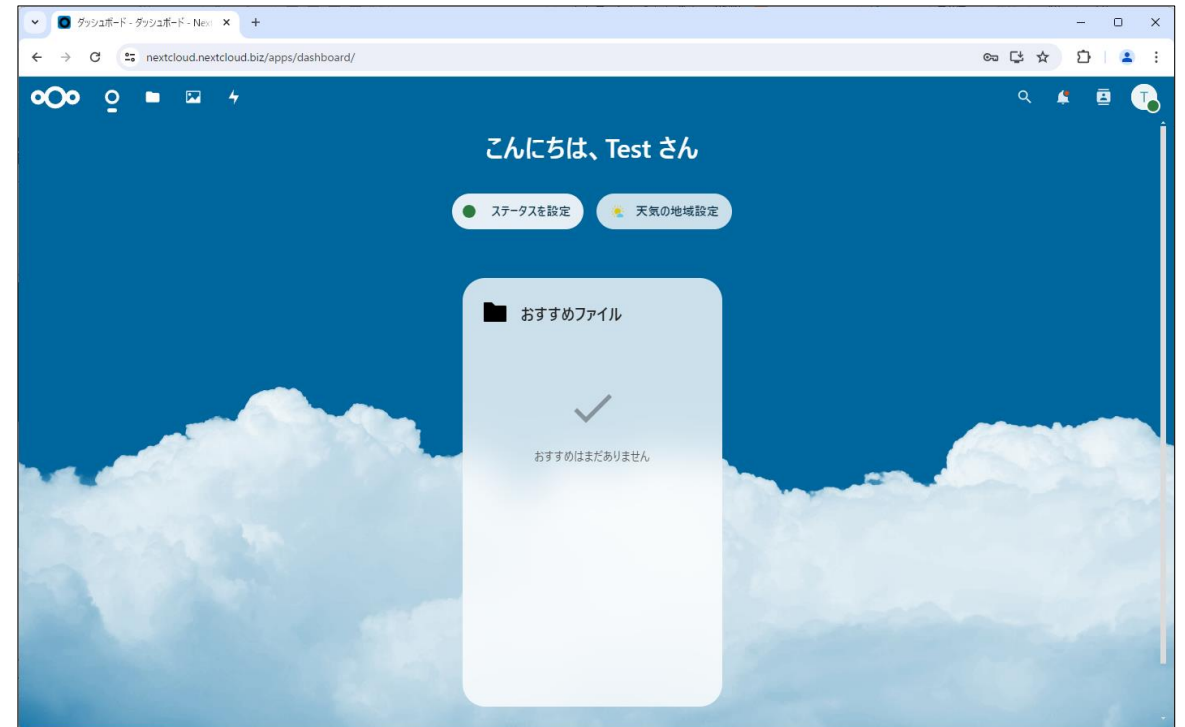 ダッシュボード - ダッシュボード - Next
nextcloud.nextcloud.biz/apps/dashboard/
T
こんにちは、Test さん
ステータスを設定
天気の地域設定
おすすめファイル
おすすめはまだありません